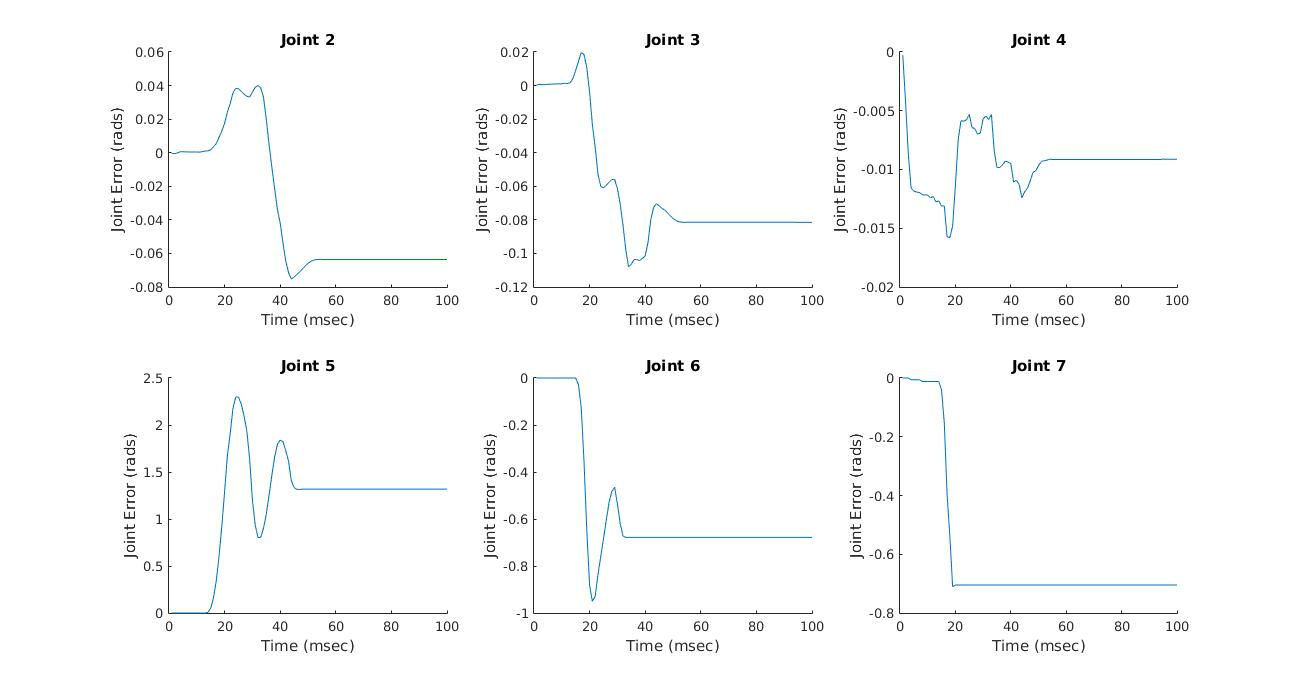 Joint 2
Joint Error (rads)
0.06
0.04
0.02
0
-0.02
-0.04
-0.06
-0.08
0 20 40 60 80 100
Time (msec)
Joint 3
Joint Error (rads)
0.02
0
-0.02
-0.04
-0.06
-0.08
-0.1
-0.12
0 20 40 60 80 100
Time (msec)
Joint 4
Joint Error (rads)
0
-0.005
-0.01
-0.015
-0.02
0 20 40 60 80 100
Time (msec)
Joint 5
Joint Error (rads)
2.5
2
1.5
1
0.5
0
0 20 40 60 80 100
Time (msec)
Joint 6
Joint Error (rads)
0
-0.2
-0.4
-0.6
-0.8
-1
0 20 40 60 80 100
Time (msec)
Joint 7
Joint Error (rads)
0
-0.2
-0.4
-0.6
-0.8
0 20 40 60 80 100
Time (msec)